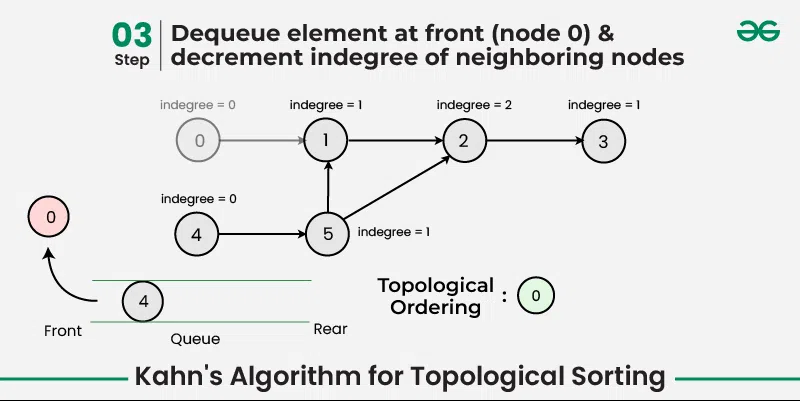 03
Step
Dequeue element at front (node 0) &
decrement indegree of neighboring nodes
indegree = 0
indegree = 1
indegree = 2
indegree = 1
0
1
2
3
indegree = 0
0
4
5
indegree = 1
4
Topological
Ordering
:
0
Front
Queue
Rear
Kahn's Algorithm for Topological Sorting